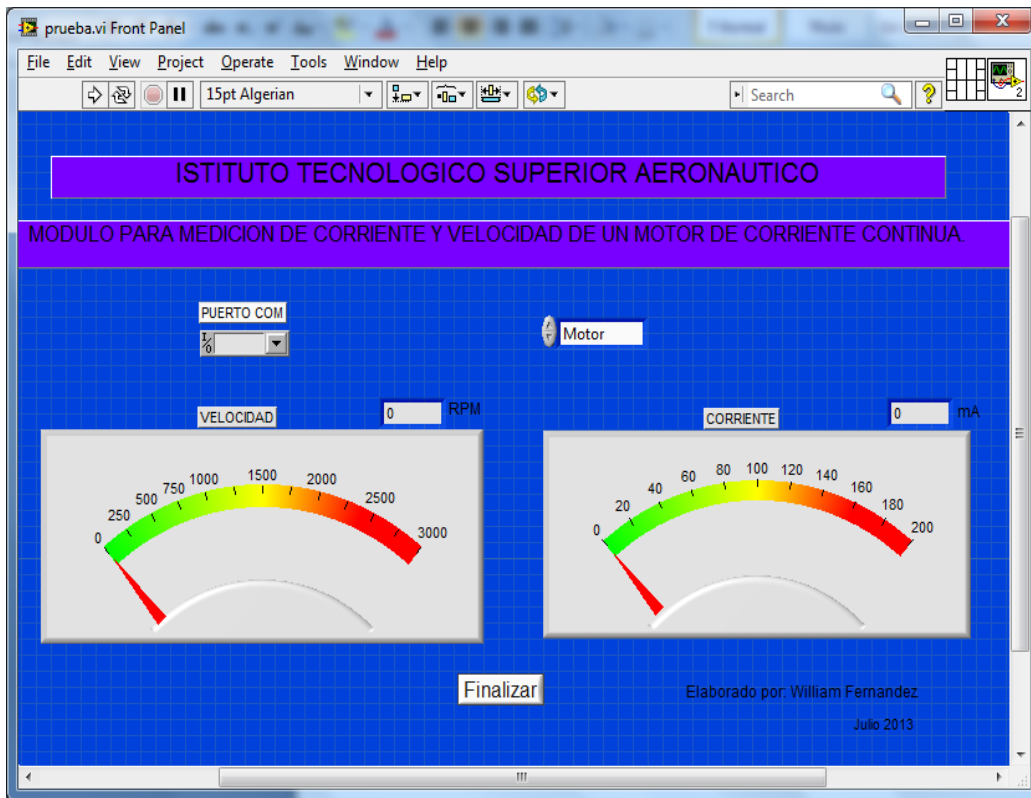 prueba.vi Front Panel
File Edit View Project Operate Tools Window Help
15pt Algerian
Search
2
ISTITUTO TECNOLOGICO SUPERIOR AERONAUTICO
MODULO PARA MEDICION DE CORRIENTE Y VELOCIDAD DE UN MOTOR DE CORRIENTE CONTINUA.
PUERTO COM
I/O
Motor
VELOCIDAD
0 RPM
0 250 500 750 1000 1500 2000 2500 3000
CORRIENTE
0 mA
0 20 40 60 80 100 120 140 160 180 200
Finalizar
Elaborado por: William Fernandez
Julio 2013